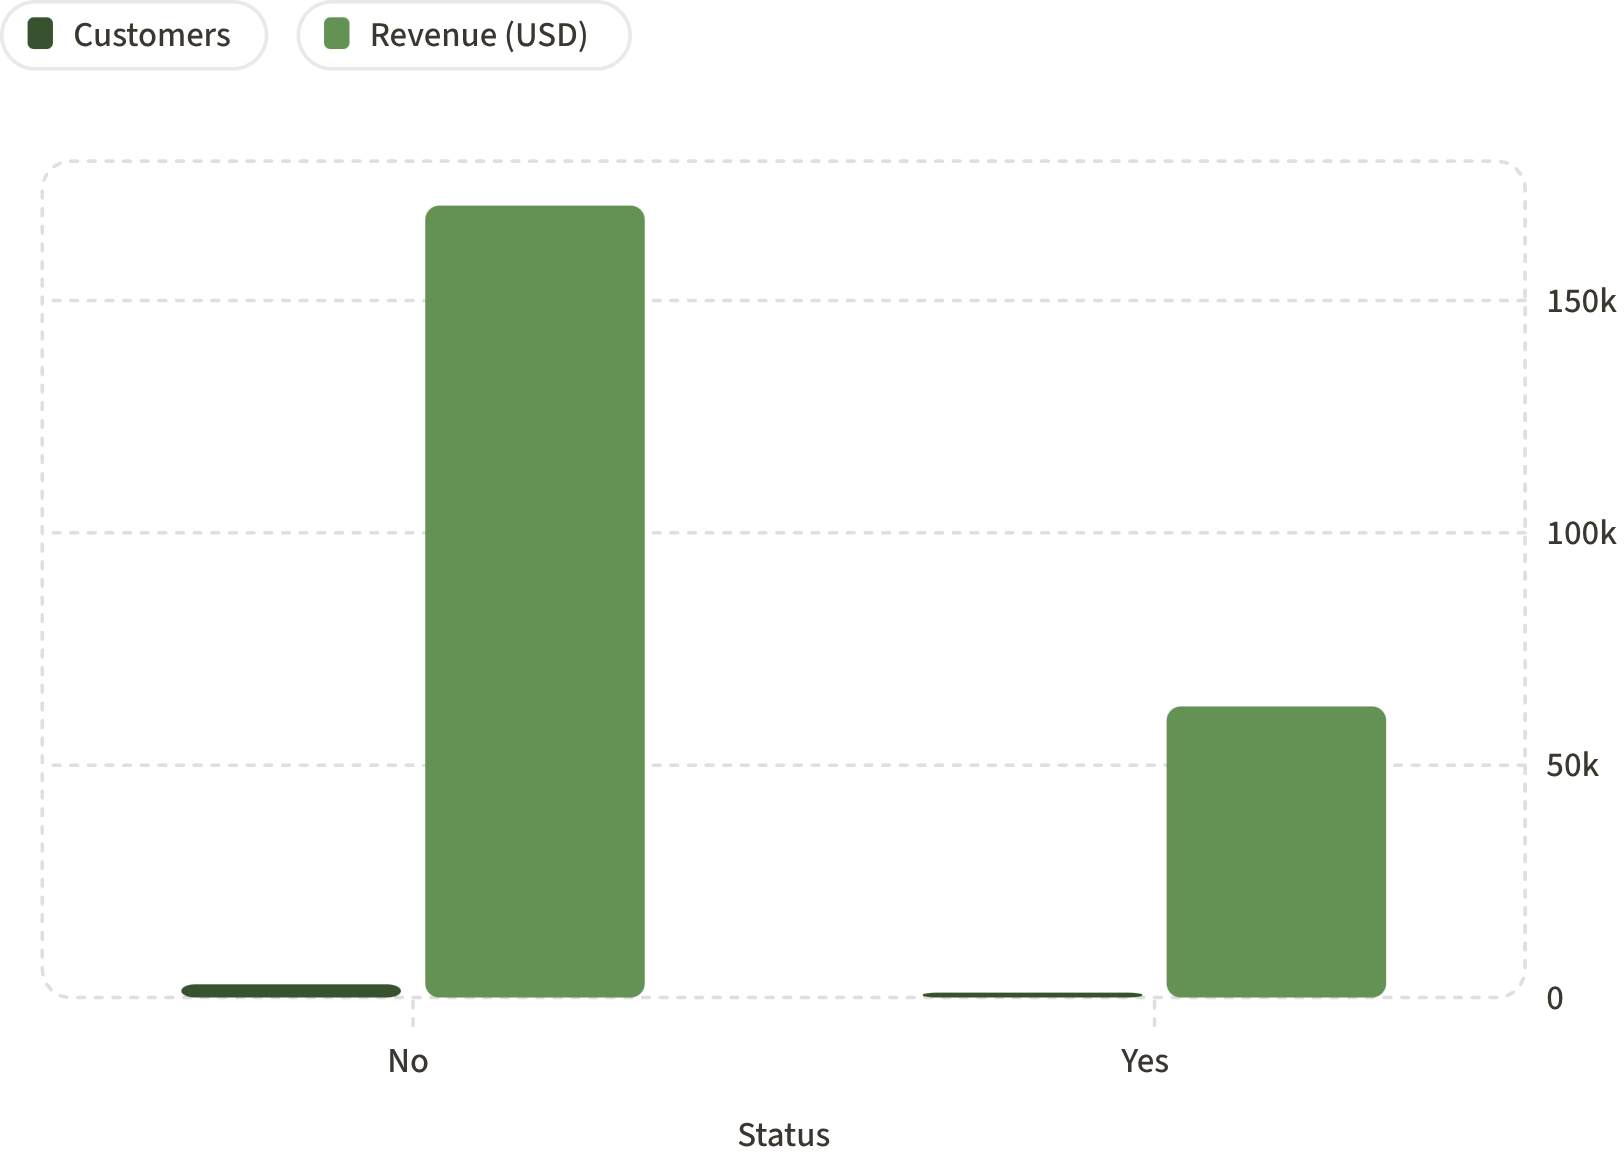 Customers
Revenue (USD)
150k
100k
50k
0
No
Yes
Status